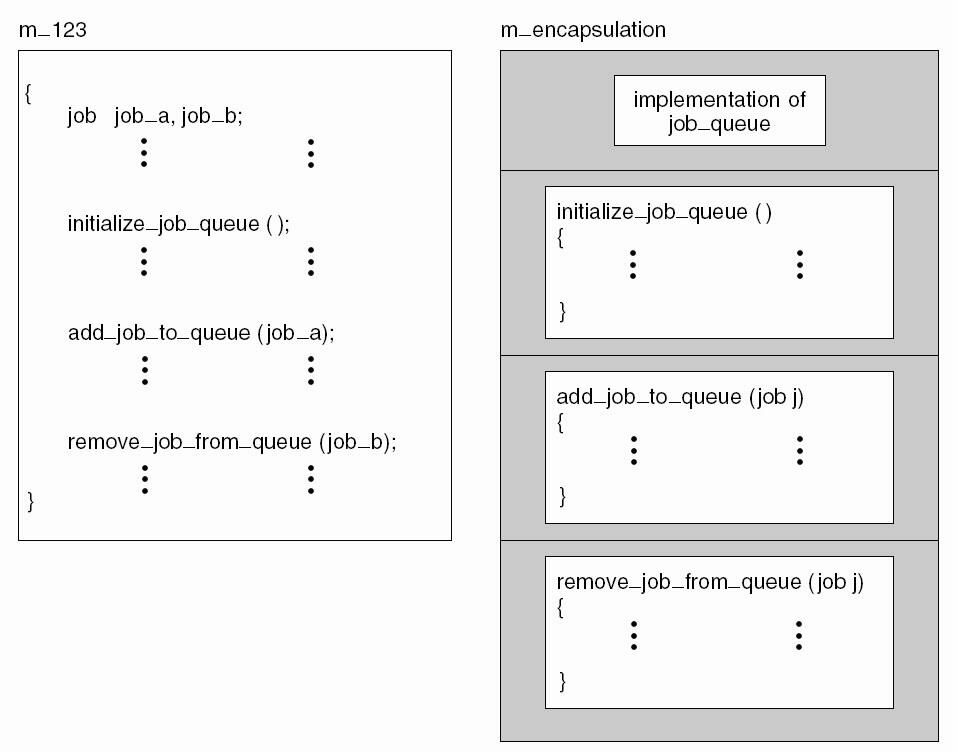 m_123
{
job job_a, job_b;
initialize_job_queue ( );
add_job_to_queue (job_a);
remove_job_from_queue (job_b);
}
m_encapsulation
implementation of
job_queue
initialize_job_queue ( )
{
}
add_job_to_queue (job j)
{
}
remove_job_from_queue (job j)
{
}